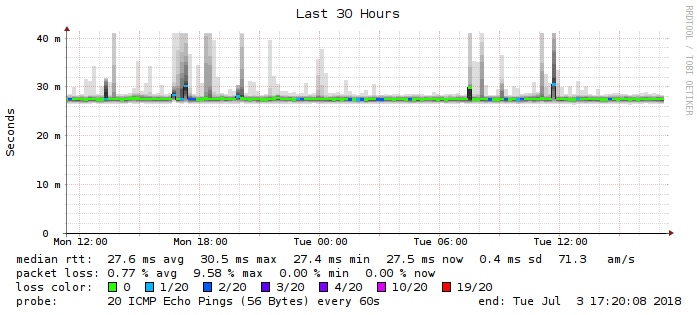 Last 30 Hours
RRDTOOL / TOBI OETIKER
Seconds
40 m
30 m
20 m
10 m
0
Mon 12:00 Mon 18:00 Tue 00:00 Tue 06:00 Tue 12:00
median rtt: 27.6 ms avg 30.5 ms max 27.4 ms min 27.5 ms now 0.4 ms sd 71.3 am/s
packet loss: 0.77 % avg 9.58 % max 0.00 % min 0.00 % now
loss color: 0 1/20 2/20 3/20 4/20 10/20 19/20
probe: 20 ICMP Echo Pings (56 Bytes) every 60s end: Tue Jul 3 17:20:08 2018